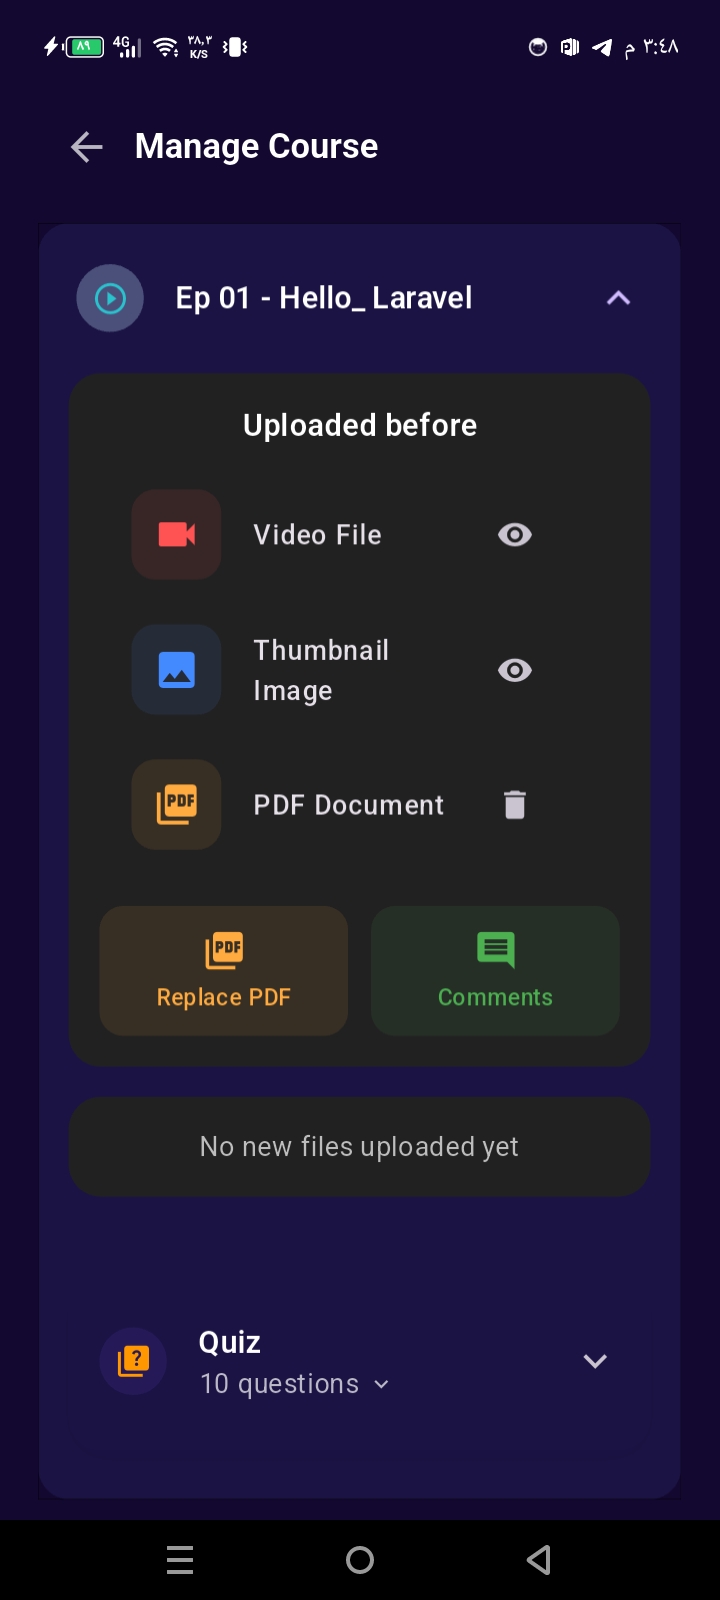 ٨٩
4G
٣٨,٣
K/S
٣:٤٨ م
Manage Course
Ep 01 - Hello_ Laravel
Uploaded before
Video File
Thumbnail
Image
PDF Document
PDF
PDF
Replace PDF
Comments
No new files uploaded yet
Quiz
10 questions